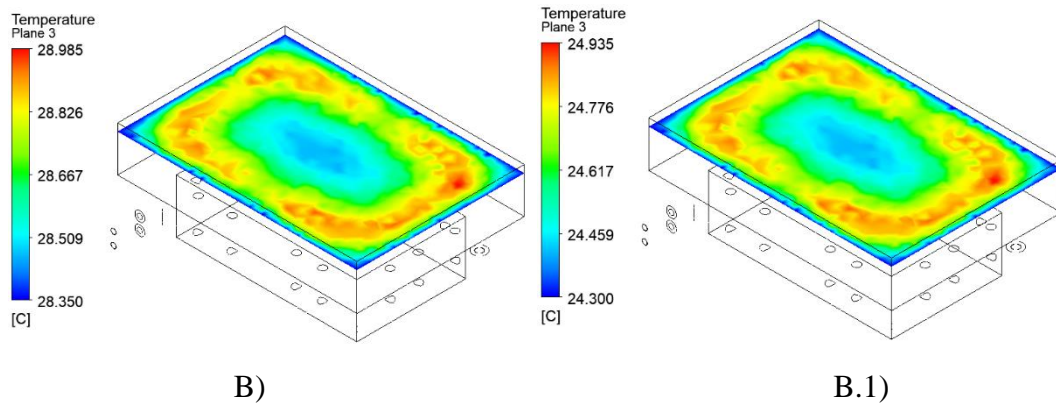 Temperature
Plane 3
28.985
28.826
28.667
28.509
28.350
[C]
B)
Temperature
Plane 3
24.935
24.776
24.617
24.459
24.300
[C]
B.1)